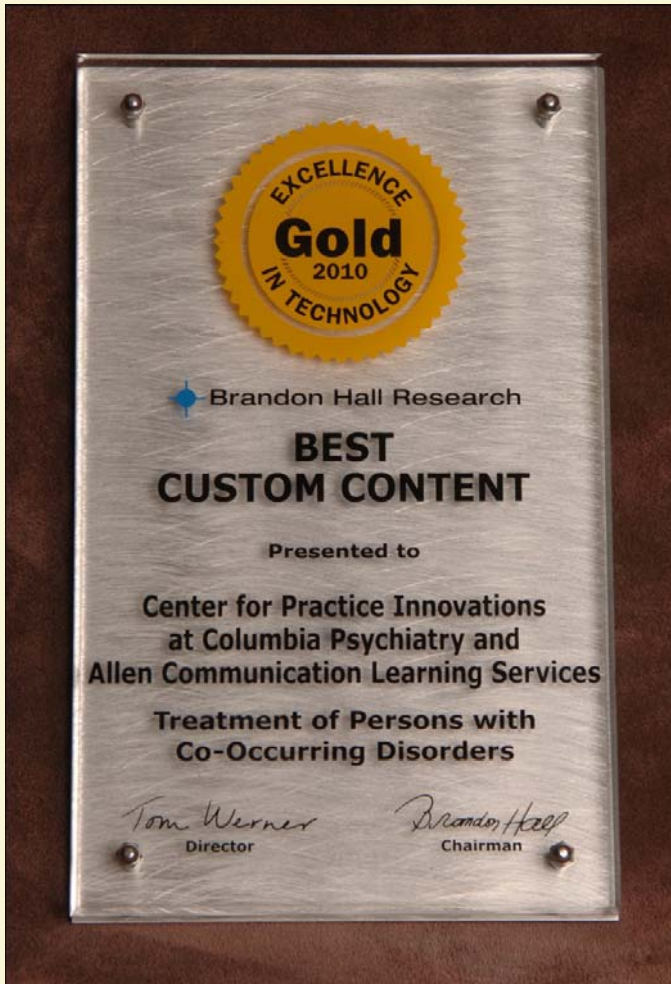 EXCELLENCE
Gold
2010
IN TECHNOLOGY
Brandon Hall Research
BEST
CUSTOM CONTENT
Presented to
Center for Practice Innovations
at Columbia Psychiatry and
Allen Communication Learning Services
Treatment of Persons with
Co-Occurring Disorders
Tom Werner Brandon Hall
Director Chairman